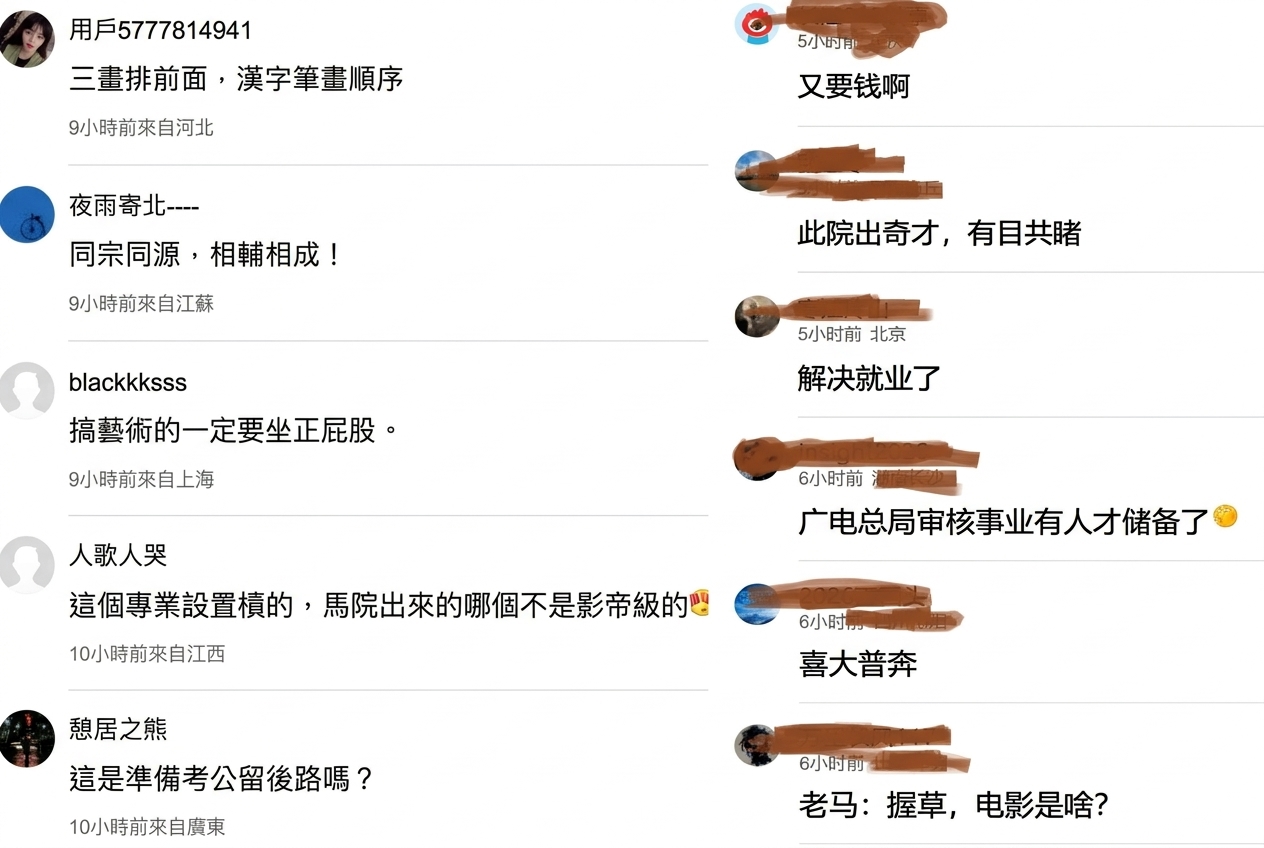 用戶5777814941
三畫排前面，漢字筆畫順序
9小時前來自河北
夜雨寄北----
同宗同源，相輔相成！
9小時前來自江蘇
blackkksss
搞藝術的一定要坐正屁股。
9小時前來自上海
人歌人哭
這個專業設置槓的，馬院出來的哪個不是影帝級的
10小時前來自江西
憩居之熊
這是準備考公留後路嗎？
10小時前來自廣東
5小时前
又要钱啊
此院出奇才，有目共睹
5小时前 北京
解决就业了
6小时前
广电总局审核事业有人才储备了
6小时前
喜大普奔
6小时前
老马：握草，电影是啥？